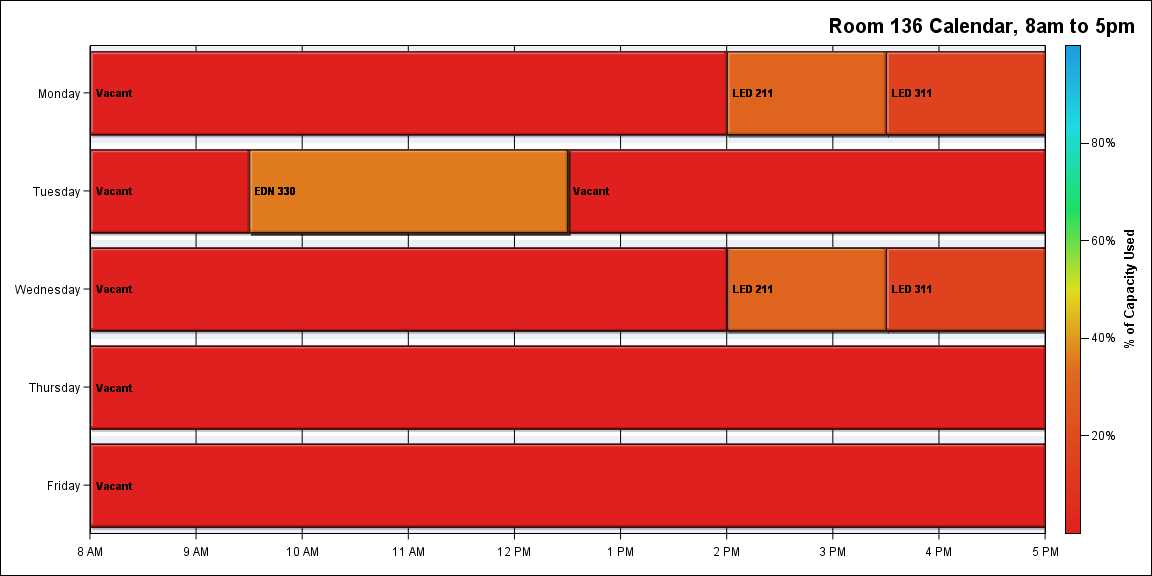 Room 136 Calendar, 8am to 5pm
Monday
Vacant
LED 211
LED 311
80%
Tuesday
Vacant
EDN 330
Vacant
60%
% of Capacity Used
Wednesday
Vacant
LED 211
LED 311
40%
Thursday
Vacant
20%
Friday
Vacant
8 AM 9 AM 10 AM 11 AM 12 PM 1 PM 2 PM 3 PM 4 PM 5 PM